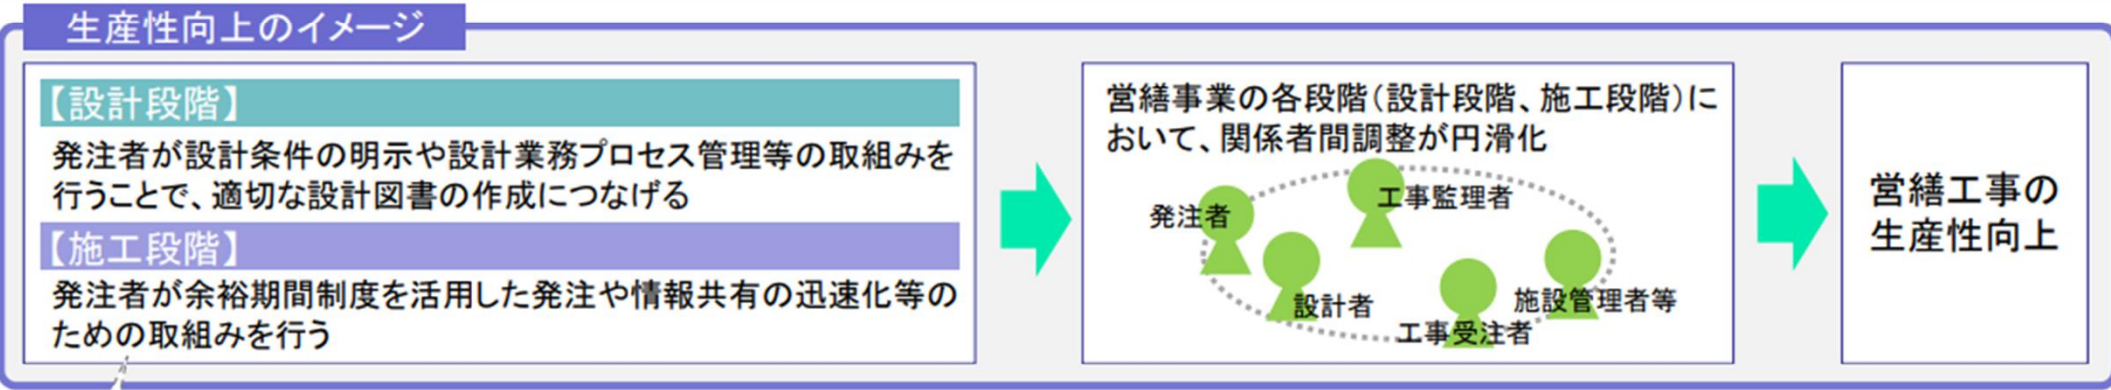 生産性向上のイメージ
【設計段階】
発注者が設計条件の明示や設計業務プロセス管理等の取組みを
行うことで、適切な設計図書の作成につなげる
【施工段階】
発注者が余裕期間制度を活用した発注や情報共有の迅速化等の
ための取組みを行う
営繕事業の各段階(設計段階、施工段階)に
おいて、関係者間調整が円滑化
発注者
工事監理者
設計者
工事受注者
施設管理者等
営繕工事の
生産性向上